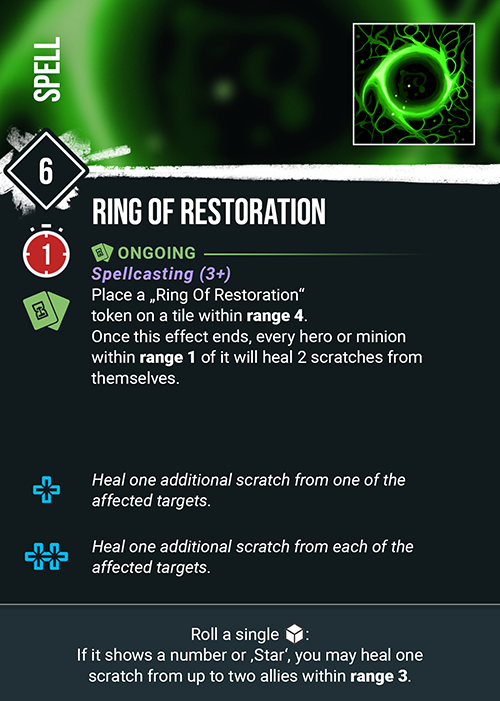 SPELL
6
RING OF RESTORATION
1
ONGOING
Spellcasting (3+)
Place a „Ring Of Restoration“
token on a tile within range 4.
Once this effect ends, every hero or minion
within range 1 of it will heal 2 scratches from
themselves.
Heal one additional scratch from one of the
affected targets.
Heal one additional scratch from each of the
affected targets.
Roll a single :
If it shows a number or ‚Star‘, you may heal one
scratch from up to two allies within range 3.